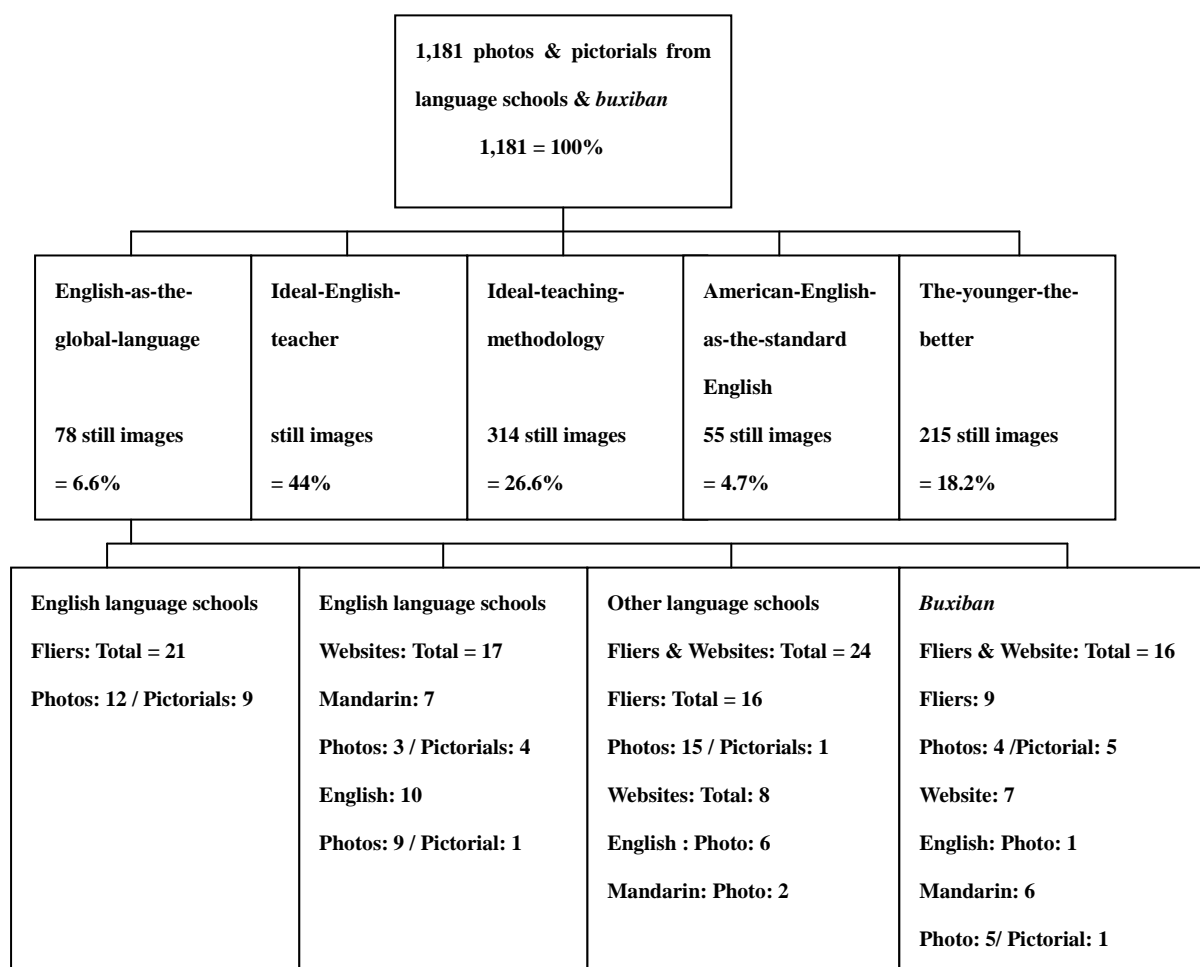 1,181 photos & pictorials from
language schools & buxiban
1,181 = 100%
English-as-the-
global-language
78 still images
= 6.6%
Ideal-English-
teacher
still images
= 44%
Ideal-teaching-
methodology
314 still images
= 26.6%
American-English-
as-the-standard
English
55 still images
= 4.7%
The-younger-the-
better
215 still images
= 18.2%
English language schools
Fliers: Total = 21
Photos: 12 / Pictorials: 9
English language schools
Websites: Total = 17
Mandarin: 7
Photos: 3 / Pictorials: 4
English: 10
Photos: 9 / Pictorial: 1
Other language schools
Fliers & Websites: Total = 24
Fliers: Total = 16
Photos: 15 / Pictorials: 1
Websites: Total: 8
English : Photo: 6
Mandarin: Photo: 2
Buxiban
Fliers & Website: Total = 16
Fliers: 9
Photos: 4 /Pictorial: 5
Website: 7
English: Photo: 1
Mandarin: 6
Photo: 5/ Pictorial: 1